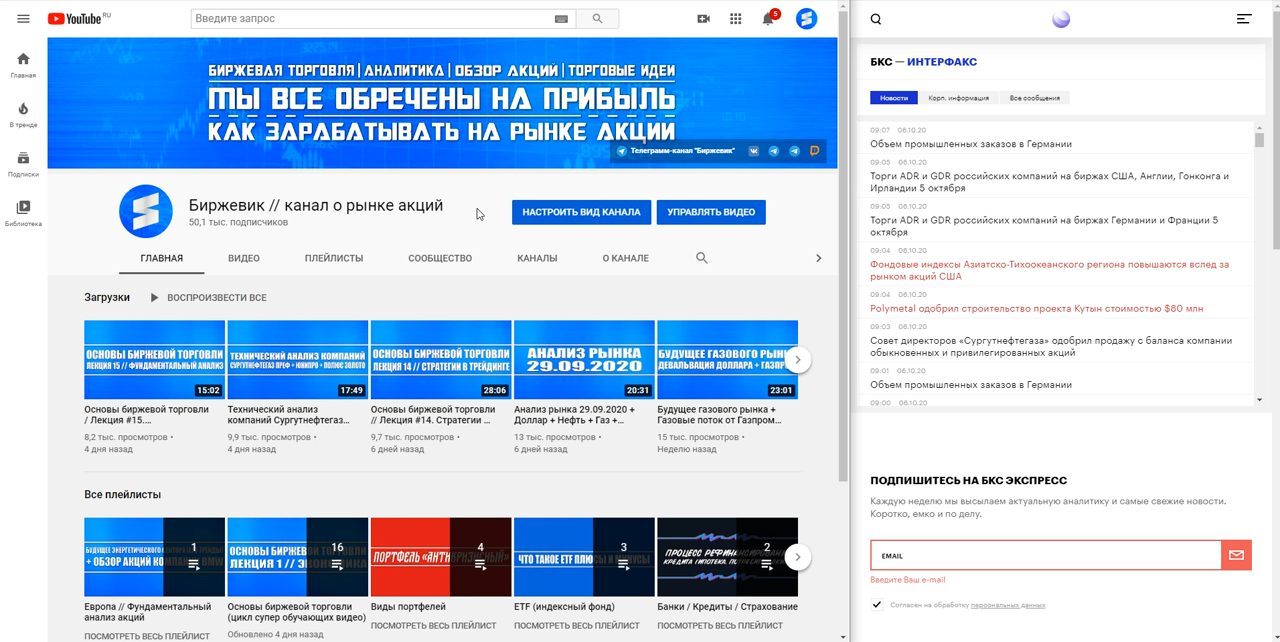 YouTube RU
Введите запрос
5
Главная
В тренде
Подписки
Библиотека
БИРЖЕВАЯ ТОРГОВЛЯ | АНАЛИТИКА | ОБЗОР АКЦИЙ | ТОРГОВЫЕ ИДЕИ
МЫ ВСЕ ОБРЕЧЕНЫ НА ПРИБЫЛЬ
КАК ЗАРАБАТЫВАТЬ НА РЫНКЕ АКЦИЙ
Телеграмм-канал "Биржевик"
Биржевик // канал о рынке акций
50,1 тыс. подписчиков
НАСТРОИТЬ ВИД КАНАЛА
УПРАВЛЯТЬ ВИДЕО
ГЛАВНАЯ ВИДЕО ПЛЕЙЛИСТЫ СООБЩЕСТВО КАНАЛЫ О КАНАЛЕ
Загрузки ВОСПРОИЗВЕСТИ ВСЕ
ОСНОВЫ БИРЖЕВОЙ ТОРГОВЛИ
ЛЕКЦИЯ 15 // ФУНДАМЕНТАЛЬНЫЙ АНАЛИЗ
15:02
Основы биржевой торговли
/ Лекция #15....
8,2 тыс. просмотров •
4 дня назад
ТЕХНИЧЕСКИЙ АНАЛИЗ КОМПАНИЙ
СУРГУТНЕФТЕГАЗ ПРЕФ + ЮНИПРО + ПОЛЮС ЗОЛОТО
17:49
Технический анализ
компаний Сургутнефтегаз...
9,9 тыс. просмотров •
4 дня назад
ОСНОВЫ БИРЖЕВОЙ ТОРГОВЛИ
ЛЕКЦИЯ 14 // СТРАТЕГИИ В ТРЕЙДИНГЕ
28:06
Основы биржевой торговли
// Лекция #14. Стратегии ...
9,7 тыс. просмотров •
6 дней назад
АНАЛИЗ РЫНКА
29.09.2020
20:31
Анализ рынка 29.09.2020 +
Доллар + Нефть + Газ +...
13 тыс. просмотров •
6 дней назад
БУДУЩЕЕ ГАЗОВОГО РЫН
ДЕВАЛЬВАЦИЯ ДОЛЛАРА + ГАЗПР
23:01
Будущее газового рынка +
Газовые поток от Газпром...
15 тыс. просмотров •
Неделю назад
Все плейлисты
+ ОБЗОР АКЦИЙ
1
Европа // Фундаментальный
анализ акций
ПОСМОТРЕТЬ ВЕСЬ ПЛЕЙЛИСТ
ОСНОВЫ БИРЖЕВ
ЛЕКЦИЯ 1 // ЭКОНОМИКА
16
Основы биржевой торговли
(цикл супер обучающих видео)
Обновлено 4 дня назад
ПОРТФЕЛЬ «АНТИКРИЗИСНЫЙ»
4
Виды портфелей
ПОСМОТРЕТЬ ВЕСЬ ПЛЕЙЛИСТ
ЧТО ТАКОЕ ETF ПЛЮСЫ И МИНУСЫ
3
ETF (индексный фонд)
ПОСМОТРЕТЬ ВЕСЬ ПЛЕЙЛИСТ
ПРОЦЕСС РЕФИНАНСИРОВАНИЯ
2
Банки / Кредиты / Страхование
ПОСМОТРЕТЬ ВЕСЬ ПЛЕЙЛИСТ
БКС — ИНТЕРФАКС
Новости Корп. информация Все сообщения
09:07 06.10.20
Объем промышленных заказов в Германии
09:05 06.10.20
Торги ADR и GDR российских компаний на биржах США, Англии, Гонконга и
Ирландии 5 октября
09:05 06.10.20
Торги ADR и GDR российских компаний на биржах Германии и Франции 5
октября
09:04 06.10.20
Фондовые индексы Азиатско-Тихоокеанского региона повышаются вслед за
рынком акций США
09:04 06.10.20
Polymetal одобрил строительство проекта Кутын стоимостью $80 млн
09:03 06.10.20
Совет директоров «Сургутнефтегаза» одобрил продажу с баланса компании
обыкновенных и привилегированных акций
09:01 06.10.20
Объем промышленных заказов в Германии
09:00 06.10.20
ПОДПИШИТЕСЬ НА БКС ЭКСПРЕСС
Каждую неделю мы высылаем актуальную аналитику и самые свежие новости.
Коротко, емко и по делу.
EMAIL
Введите Ваш e-mail
Согласен на обработку персональных данных